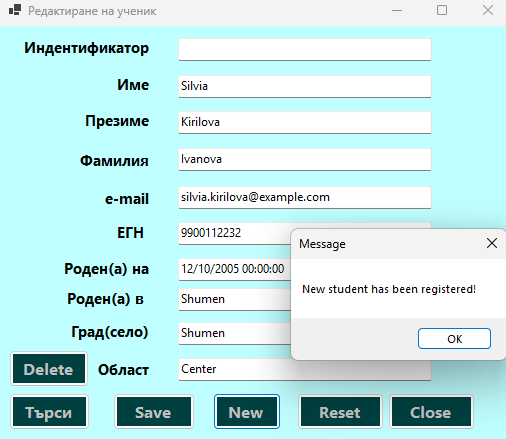 Редактиране на ученик
Индентификатор
Име Silvia
Презиме Kirilova
Фамилия Ivanova
e-mail silvia.kirilova@example.com
ЕГН 9900112232
Message
Роден(а) на 12/10/2005 00:00:00
New student has been registered!
Роден(а) в Shumen
Град(село) Shumen
OK
Delete Област Center
Търси Save New Reset Close